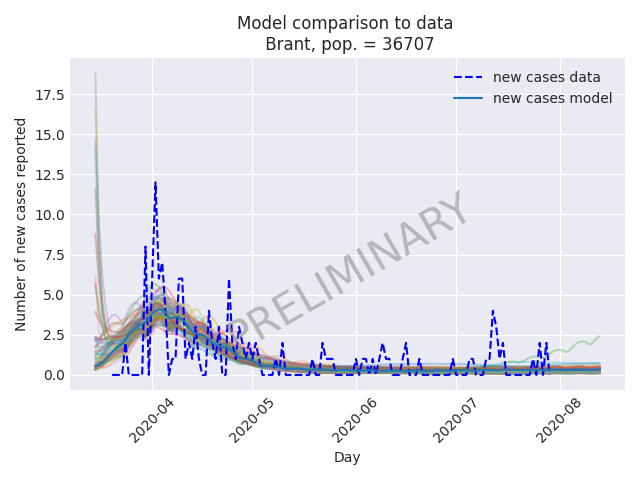 Model comparison to data
Brant, pop. = 36707
new cases data
new cases model
Number of new cases reported
17.5
15.0
12.5
10.0
7.5
5.0
2.5
0.0
PRELIMINARY
2020-04
2020-05
2020-06
2020-07
2020-08
Day